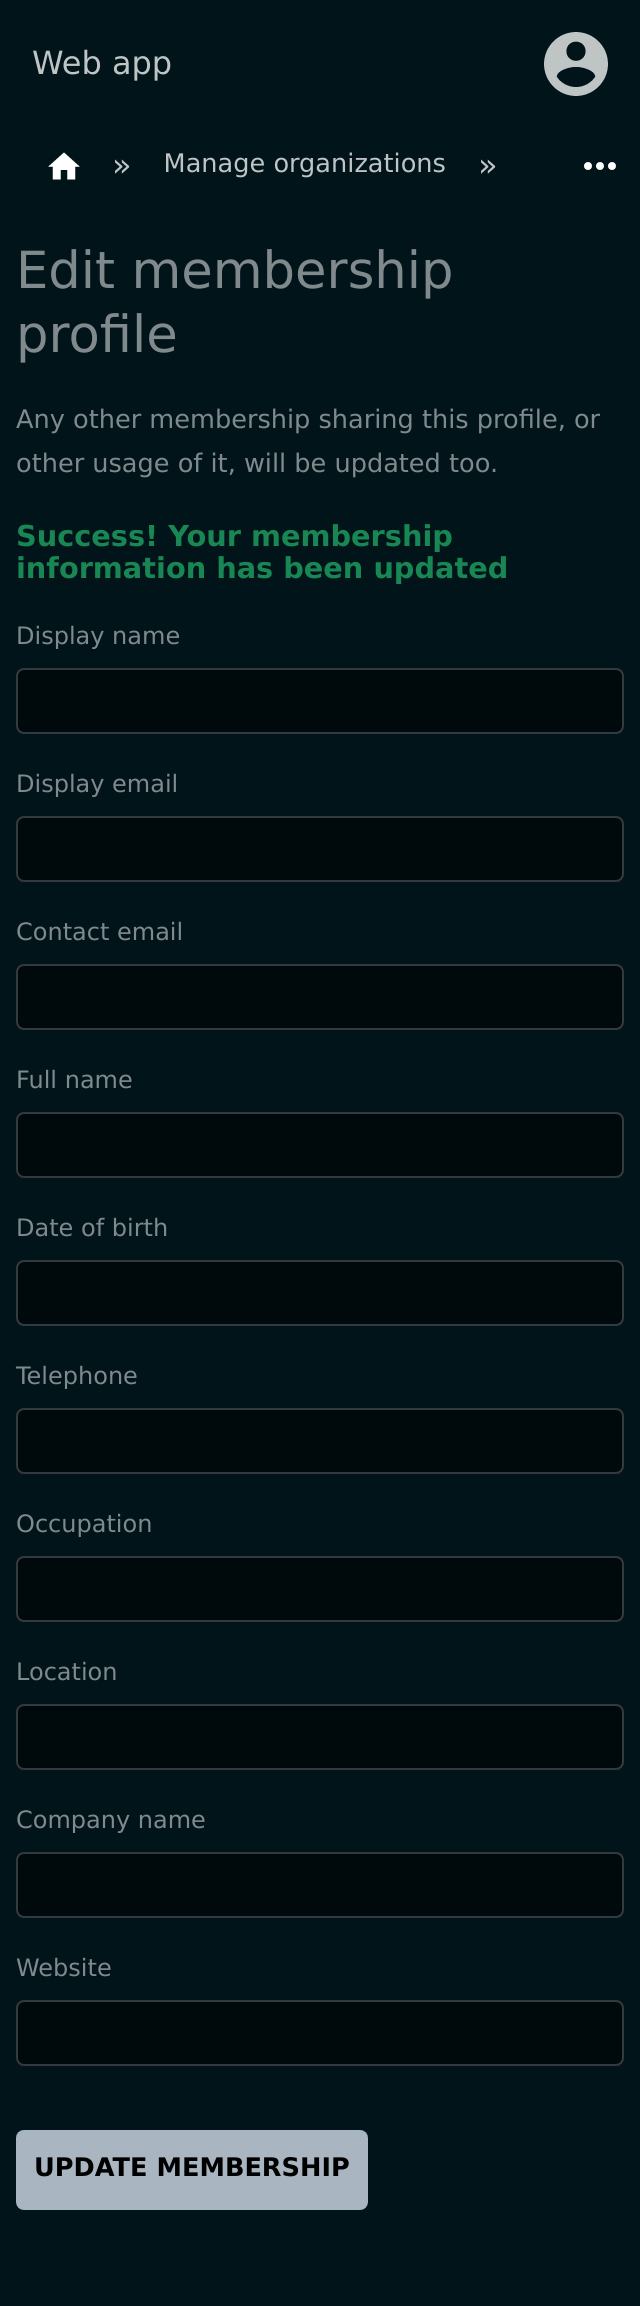 Web app
» Manage organizations » •••
Edit membership
profile
Any other membership sharing this profile, or
other usage of it, will be updated too.
Success! Your membership
information has been updated
Display name
Display email
Contact email
Full name
Date of birth
Telephone
Occupation
Location
Company name
Website
UPDATE MEMBERSHIP